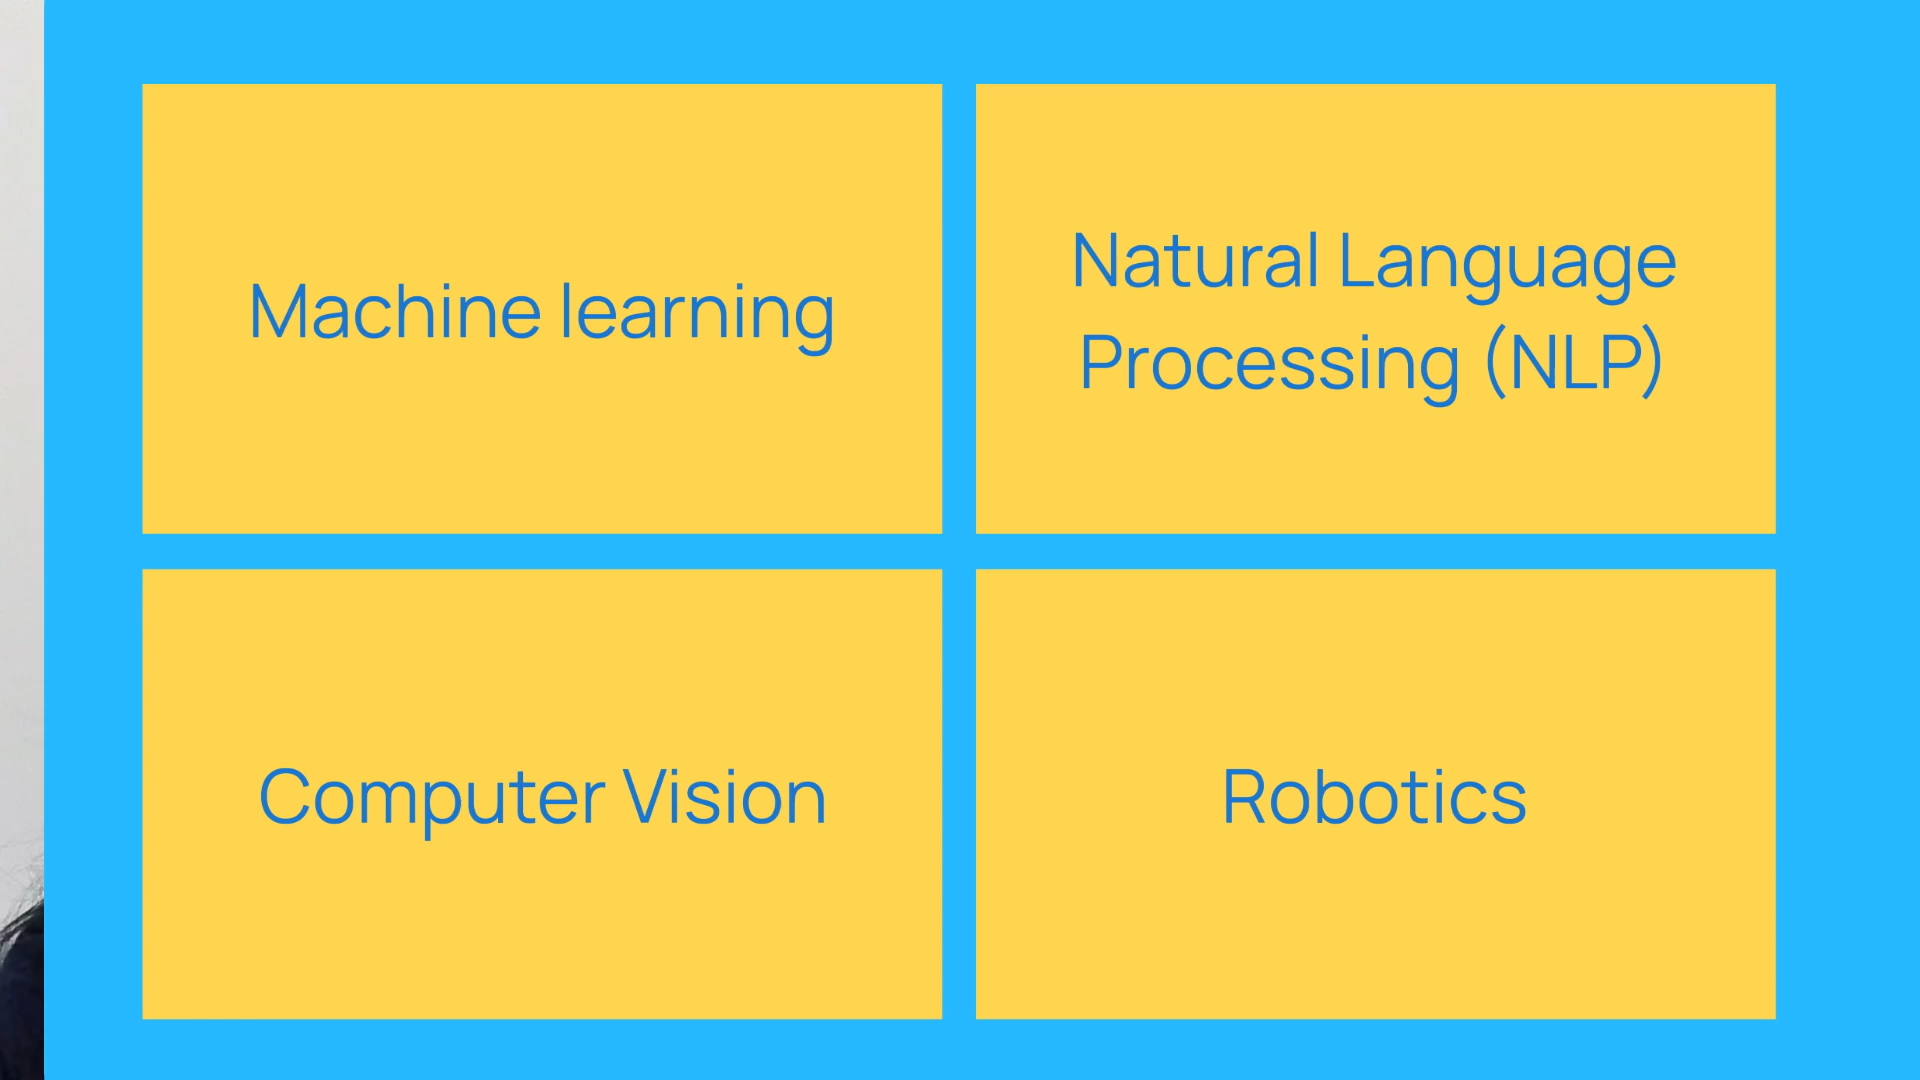 Machine learning
Natural Language
Processing (NLP)
Computer Vision
Robotics